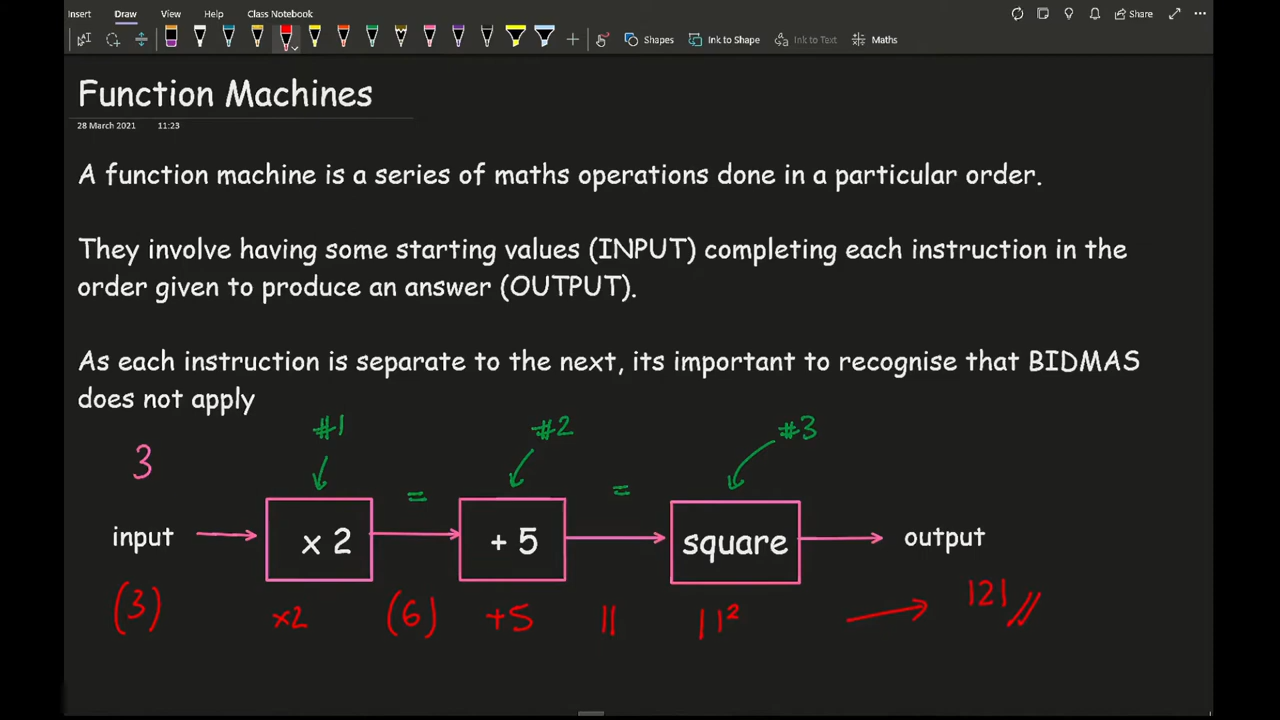 Insert Draw View Help Class Notebook
Share
Shapes Ink to Shape Ink to Text Maths
Function Machines
28 March 2021 11:23
A function machine is a series of maths operations done in a particular order.
They involve having some starting values (INPUT) completing each instruction in the
order given to produce an answer (OUTPUT).
As each instruction is separate to the next, its important to recognise that BIDMAS
does not apply
#1 #2 #3
3
= =
input x 2 + 5 square output
(3) x2 (6) +5 11 11² 121//